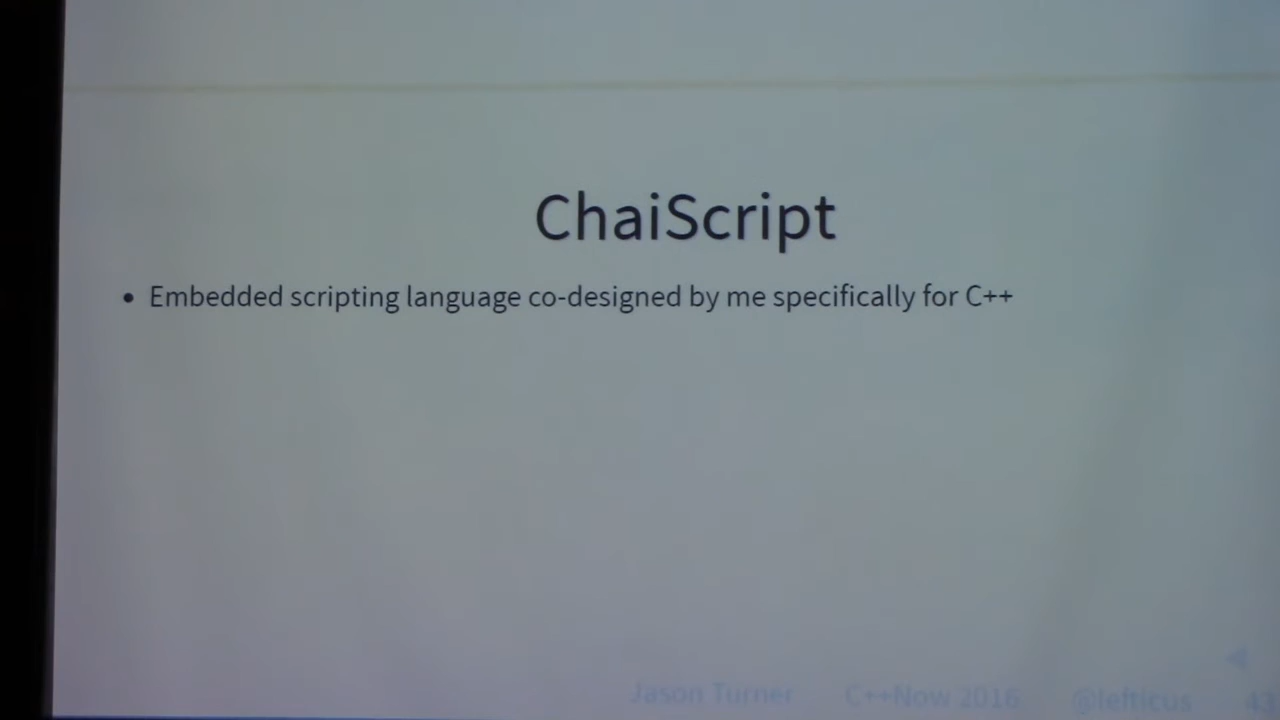 ChaiScript
• Embedded scripting language co-designed by me specifically for C++
Jason Turner C++Now 2016 @lefticus